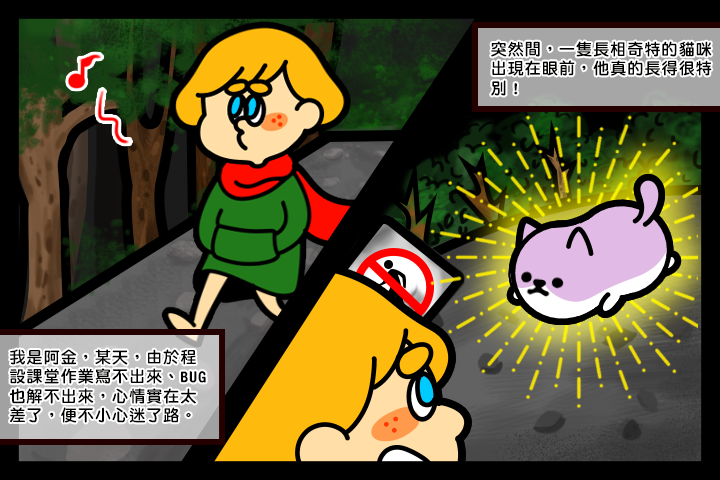 突然間，一隻長相奇特的貓咪
出現在眼前，他真的長得很特
別！
我是阿金，某天，由於程
設課堂作業寫不出來、BUG
也解不出來，心情實在太
差了，便不小心迷了路。